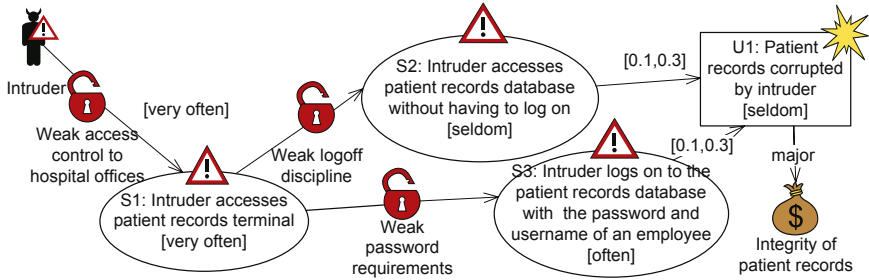 Intruder
Weak access
control to
hospital offices
[very often]
S1: Intruder accesses
patient records terminal
[very often]
Weak logoff
discipline
S2: Intruder accesses
patient records database
without having to log on
[seldom]
Weak
password
requirements
S3: Intruder logs on to the
patient records database
with the password and
username of an employee
[often]
[0.1,0.3]
[0.1,0.3]
U1: Patient
records corrupted
by intruder
[seldom]
major
$
Integrity of
patient records